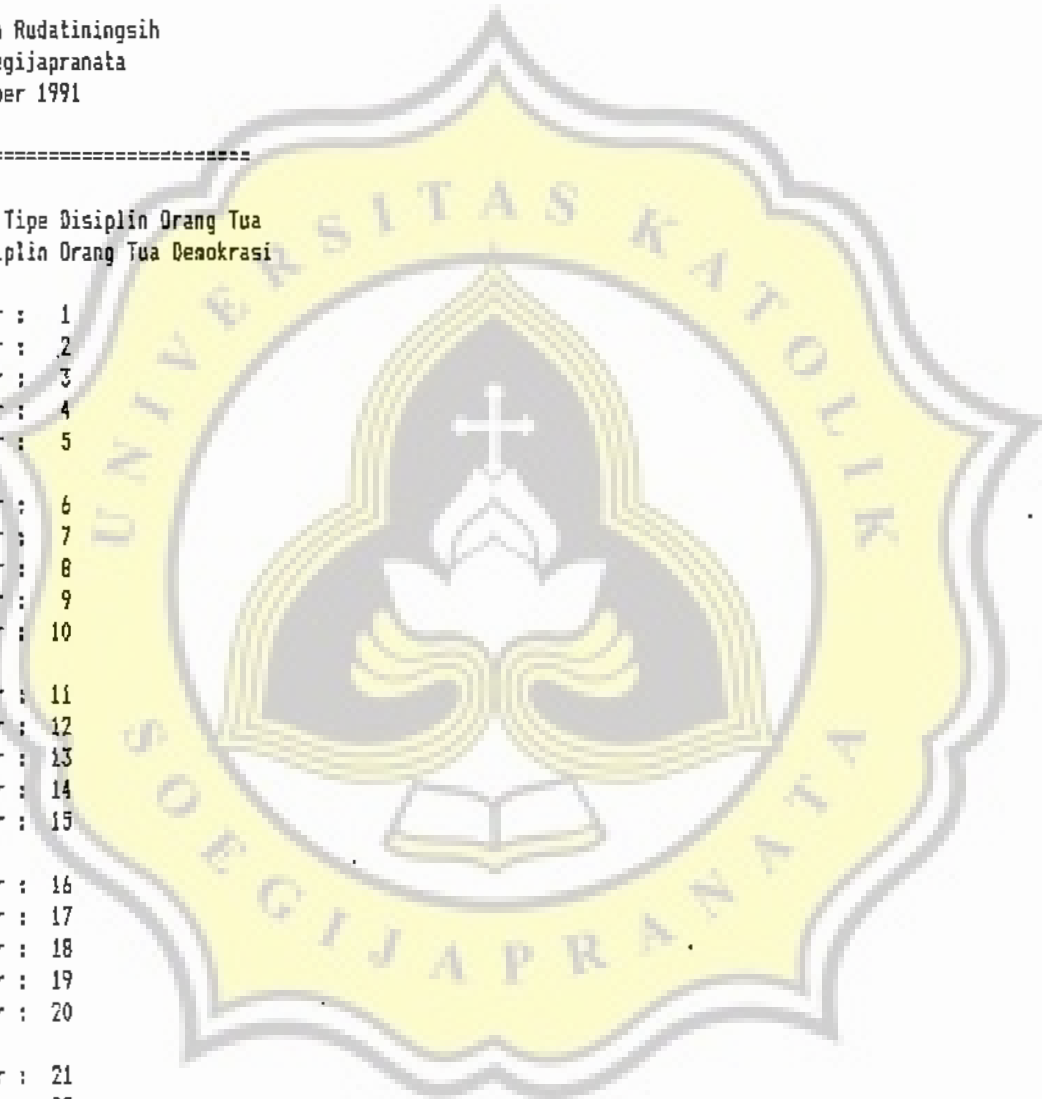 Rudatiningsih
egijapranata
ber 1991
==========================
Tipe Disiplin Orang Tua
iplin Orang Tua Demokrasi
r : 1
r : 2
r : 3
r : 4
r : 5
r : 6
r : 7
r : 8
r : 9
r : 10
r : 11
r : 12
r : 13
r : 14
r : 15
r : 16
r : 17
r : 18
r : 19
r : 20
r : 21
UNIVERSITAS KATOLIK
SOEGIJAPRANATA